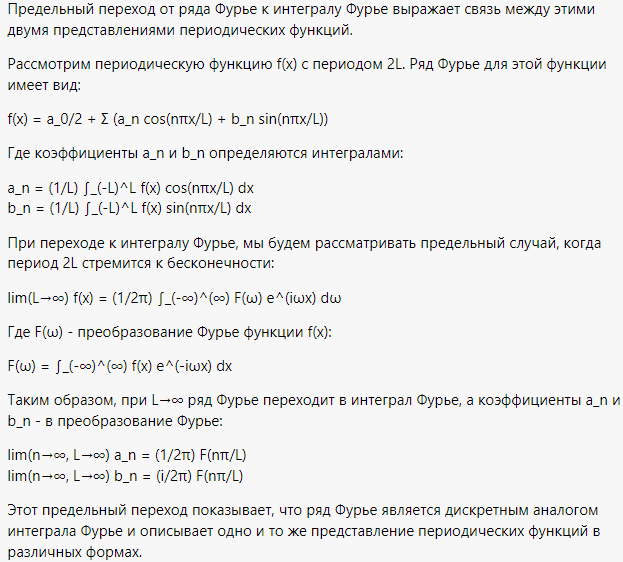 Предельный переход от ряда Фурье к интегралу Фурье выражает связь между этими
двумя представлениями периодических функций.
Рассмотрим периодическую функцию f(x) с периодом 2L. Ряд Фурье для этой функции
имеет вид:
f(x) = a_0/2 + Σ (a_n cos(nπx/L) + b_n sin(nπx/L))
Где коэффициенты a_n и b_n определяются интегралами:
a_n = (1/L) ∫_(-L)^L f(x) cos(nπx/L) dx
b_n = (1/L) ∫_(-L)^L f(x) sin(nπx/L) dx
При переходе к интегралу Фурье, мы будем рассматривать предельный случай, когда
период 2L стремится к бесконечности:
lim(L→∞) f(x) = (1/2π) ∫_(-∞)^(∞) F(ω) e^(iωx) dω
Где F(ω) - преобразование Фурье функции f(x):
F(ω) = ∫_(-∞)^(∞) f(x) e^(-iωx) dx
Таким образом, при L→∞ ряд Фурье переходит в интеграл Фурье, а коэффициенты a_n и
b_n - в преобразование Фурье:
lim(n→∞, L→∞) a_n = (1/2π) F(nπ/L)
lim(n→∞, L→∞) b_n = (i/2π) F(nπ/L)
Этот предельный переход показывает, что ряд Фурье является дискретным аналогом
интеграла Фурье и описывает одно и то же представление периодических функций в
различных формах.